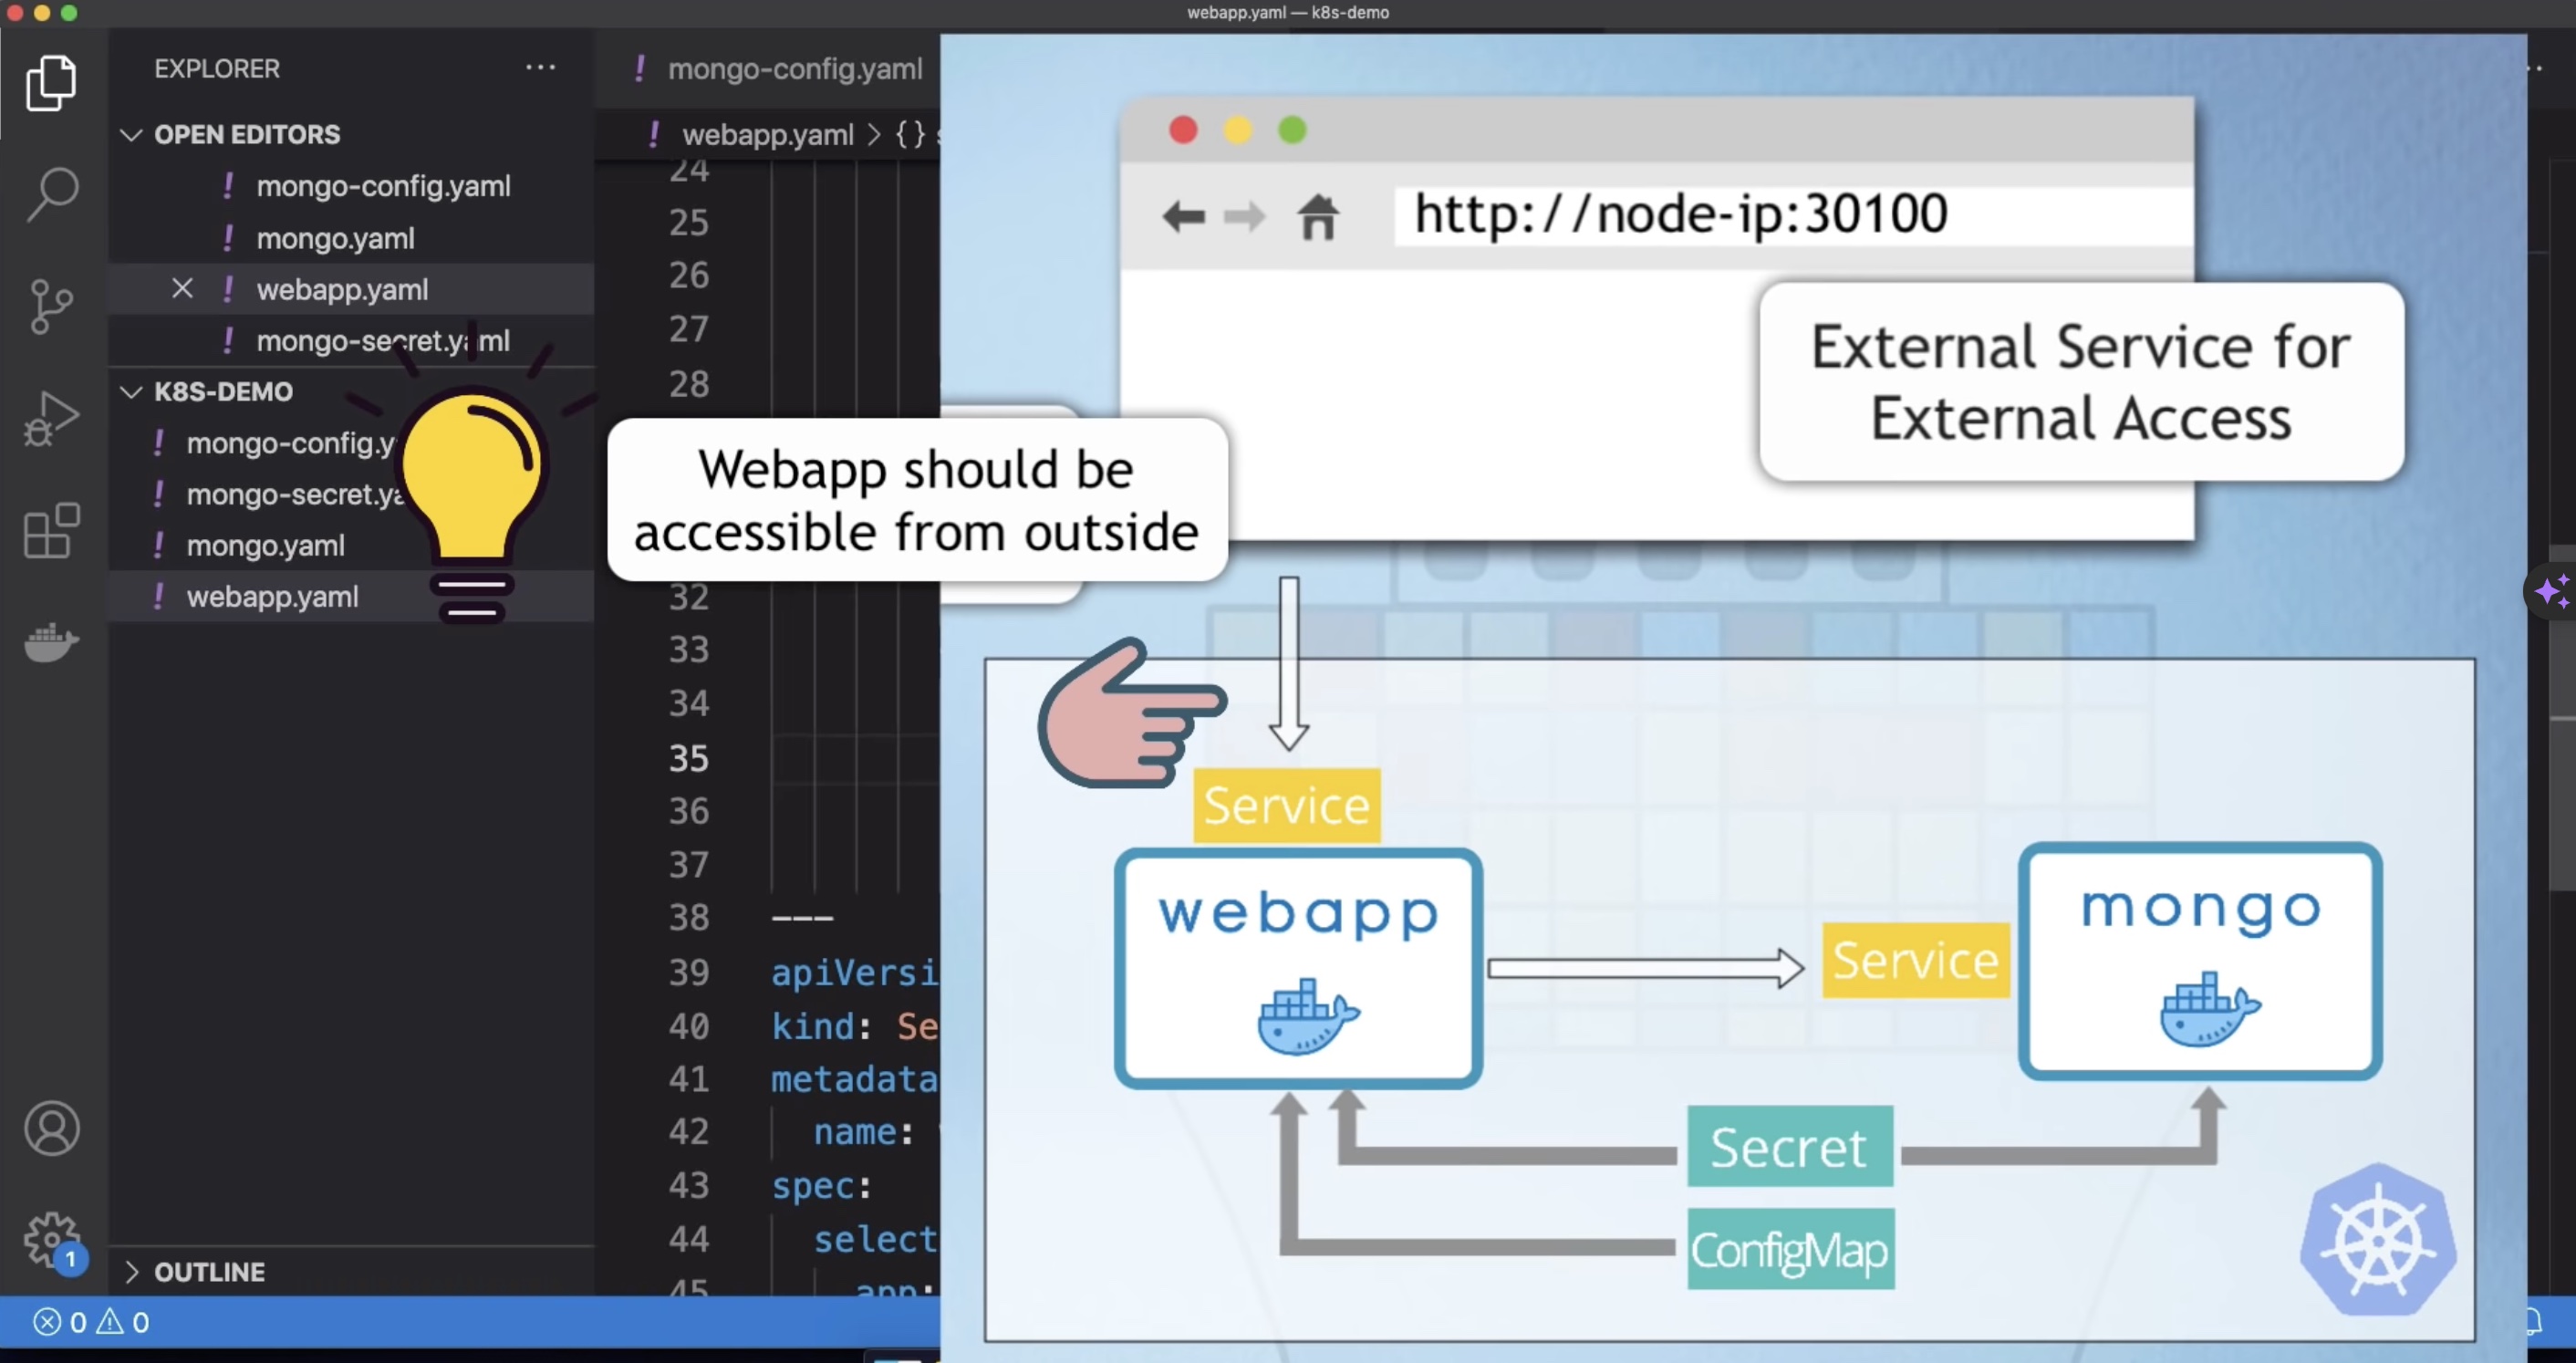 webapp.yaml — k8s-demo
EXPLORER
OPEN EDITORS
mongo-config.yaml
mongo.yaml
webapp.yaml
mongo-secret.yaml
K8S-DEMO
mongo-config.y
mongo-secret.ya
mongo.yaml
webapp.yaml
OUTLINE
0 0
1
mongo-config.yaml
webapp.yaml > {} s
24
25
26
27
28
32
33
34
35
36
37
38 ---
39 apiVersi
40 kind: Se
41 metadata
42 name:
43 spec:
44 select
45 app:
http://node-ip:30100
External Service for
External Access
Webapp should be
accessible from outside
Service
webapp
Service
mongo
Secret
ConfigMap